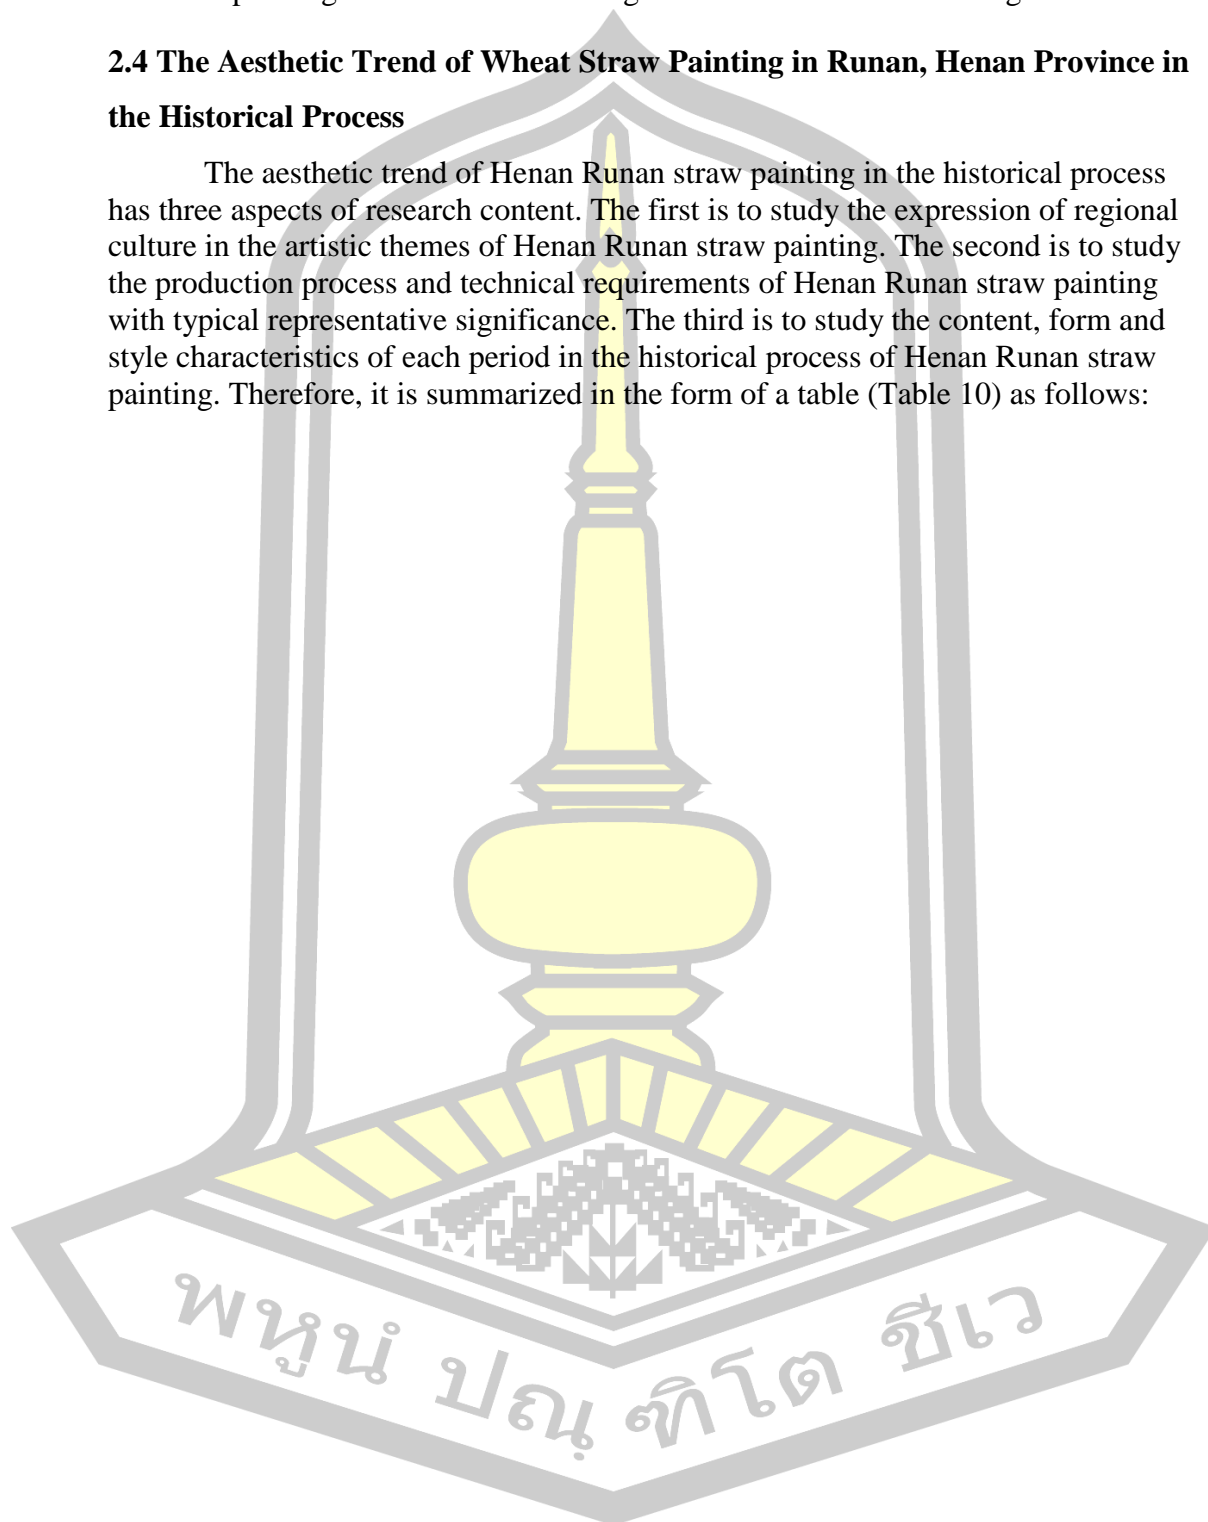 2.4 The Aesthetic Trend of Wheat Straw Painting in Runan, Henan Province in
the Historical Process
The aesthetic trend of Henan Runan straw painting in the historical process
has three aspects of research content. The first is to study the expression of regional
culture in the artistic themes of Henan Runan straw painting. The second is to study
the production process and technical requirements of Henan Runan straw painting
with typical representative significance. The third is to study the content, form and
style characteristics of each period in the historical process of Henan Runan straw
painting. Therefore, it is summarized in the form of a table (Table 10) as follows:
พหูนํ ปณฺฑิโต ชีเว